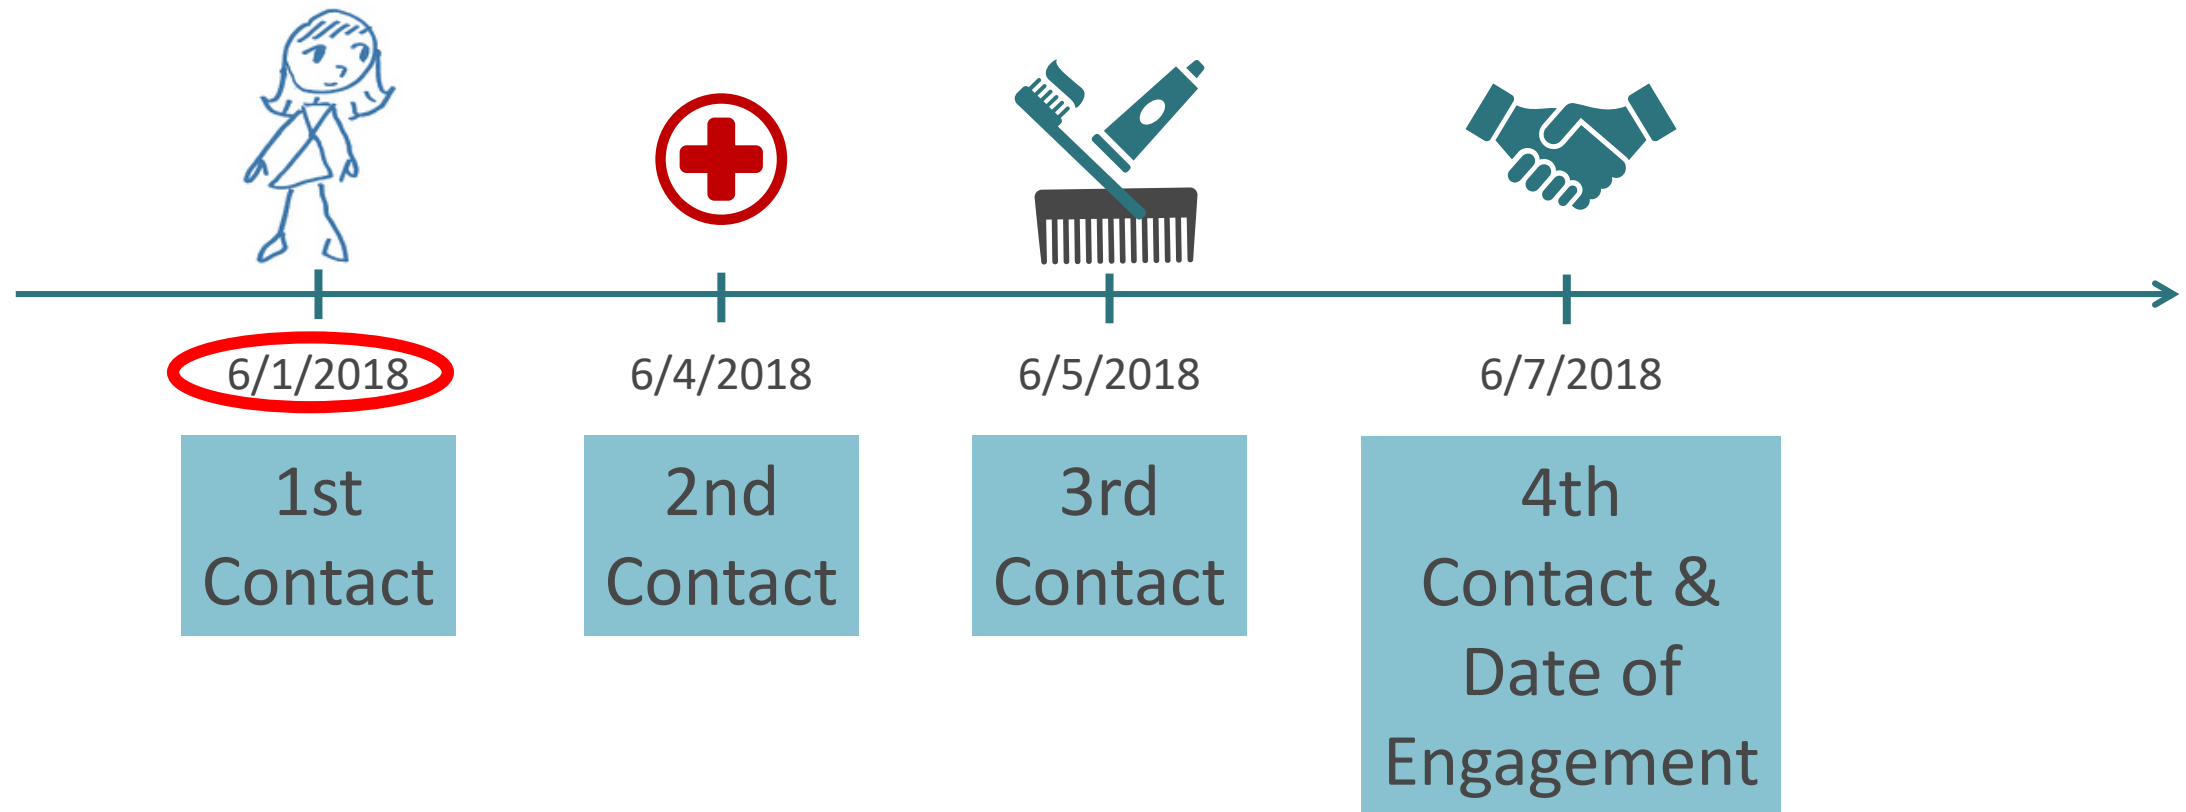 6/1/2018
6/4/2018
6/5/2018
6/7/2018
1st
Contact
2nd
Contact
3rd
Contact
4th
Contact &
Date of
Engagement